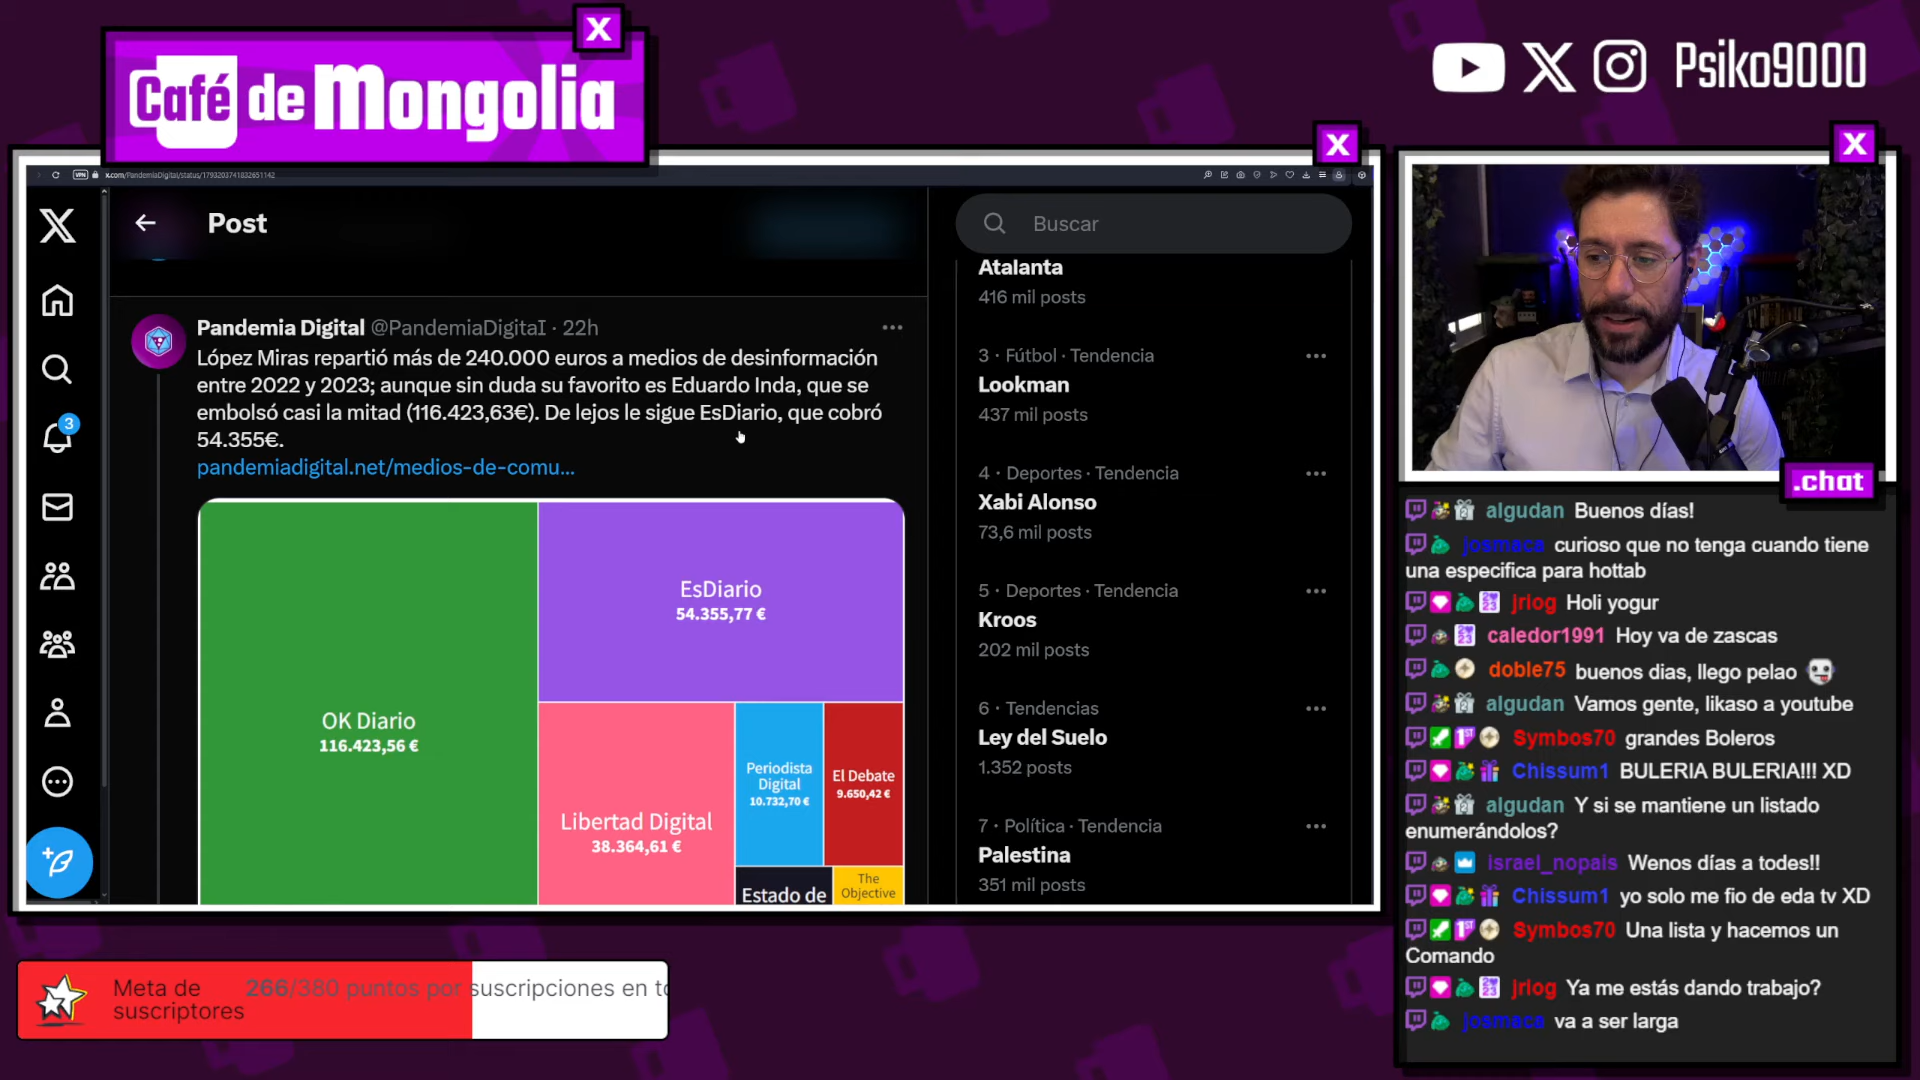 X
Café de Mongolia
Psiko9000
X
X
x.com/PandemiaDigital/status/1793203741832651142
VPN
Post
Buscar
Pandemia Digital @PandemiaDigitaI · 22h
López Miras repartió más de 240.000 euros a medios de desinformación
entre 2022 y 2023; aunque sin duda su favorito es Eduardo Inda, que se
embolsó casi la mitad (116.423,63€). De lejos le sigue EsDiario, que cobró
54.355€.
pandemiadigital.net/medios-de-comu...
3
OK Diario
116.423,56 €
EsDiario
54.355,77 €
Libertad Digital
38.364,61 €
Periodista
Digital
10.732,70 €
El Debate
9.650,42 €
Estado de
The
Objective
Atalanta
416 mil posts
3 · Fútbol · Tendencia
Lookman
437 mil posts
4 · Deportes · Tendencia
Xabi Alonso
73,6 mil posts
5 · Deportes · Tendencia
Kroos
202 mil posts
6 · Tendencias
Ley del Suelo
1.352 posts
7 · Política · Tendencia
Palestina
351 mil posts
.chat
algudan Buenos días!
josmaca curioso que no tenga cuando tiene
una especifica para hottab
jrlog Holi yogur
caledor1991 Hoy va de zascas
doble75 buenos dias, llego pelao
algudan Vamos gente, likaso a youtube
Symbos70 grandes Boleros
Chissum1 BULERIA BULERIA!!! XD
algudan Y si se mantiene un listado
enumerándolos?
israel_nopais Wenos días a todes!!
Chissum1 yo solo me fio de eda tv XD
Symbos70 Una lista y hacemos un
Comando
jrlog Ya me estás dando trabajo?
josmaca va a ser larga
Meta de
suscriptores
266/380 puntos por suscripciones en to